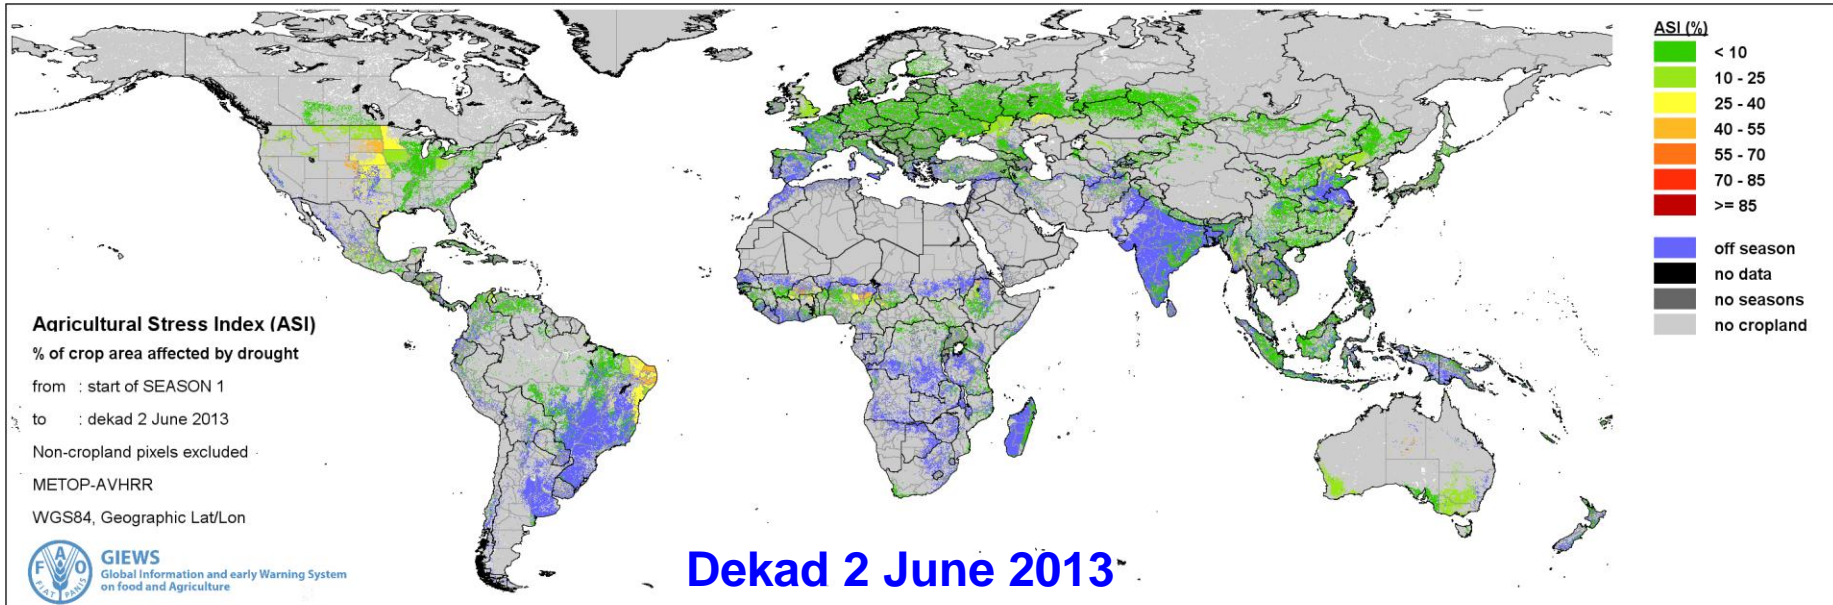 ASI (%)
< 10
10 - 25
25 - 40
40 - 55
55 - 70
70 - 85
>= 85
off season
no data
no seasons
no cropland
Agricultural Stress Index (ASI)
% of crop area affected by drought
from : start of SEASON 1
to : dekad 2 June 2013
Non-cropland pixels excluded
METOP-AVHRR
WGS84, Geographic Lat/Lon
F A O
FIAT PANIS
GIEWS
Global Information and early Warning System
on food and Agriculture
Dekad 2 June 2013